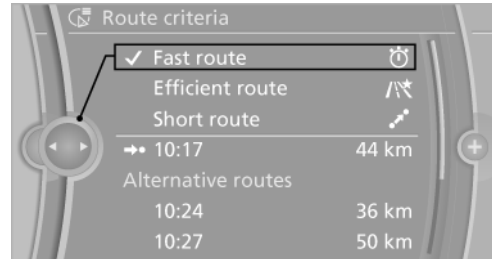 Route criteria
Fast route
Efficient route
Short route
10:17 44 km
Alternative routes
10:24 36 km
10:27 50 km